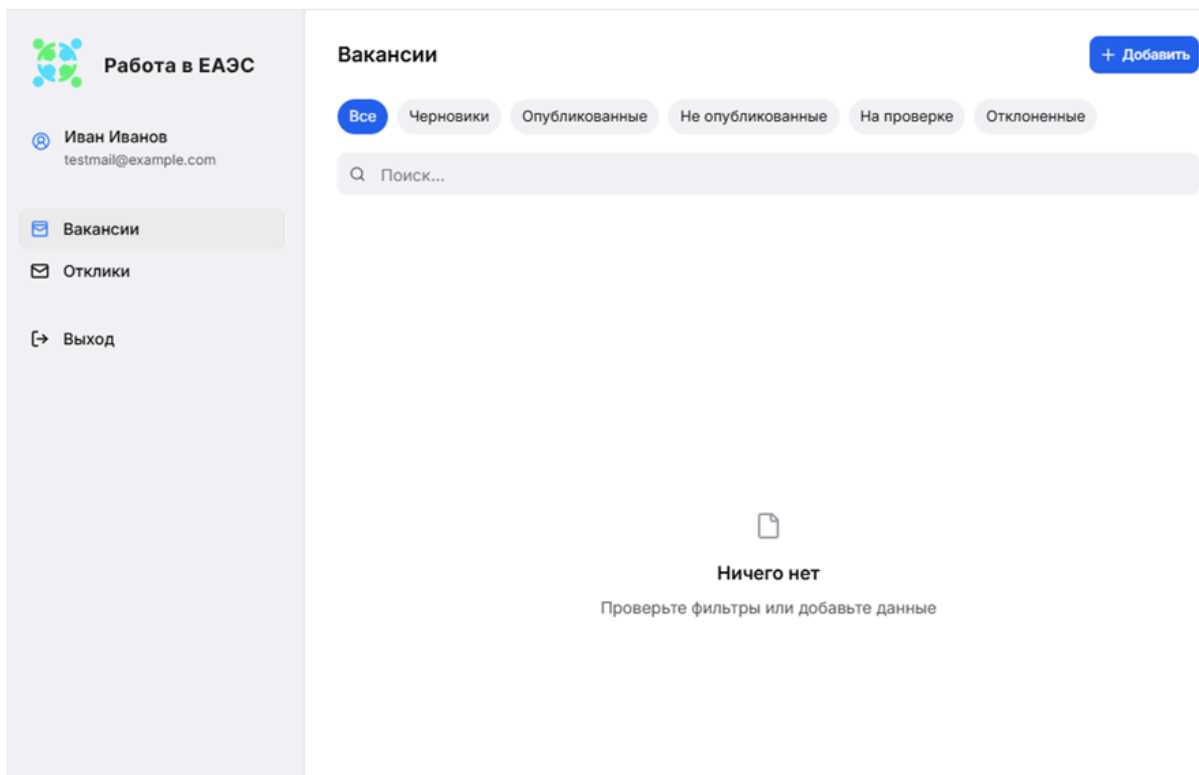 Работа в ЕАЭС
Иван Иванов
testmail@example.com
Вакансии
Отклики
Выход
Вакансии
+ Добавить
Все Черновики Опубликованные Не опубликованные На проверке Отклоненные
Поиск...
Ничего нет
Проверьте фильтры или добавьте данные